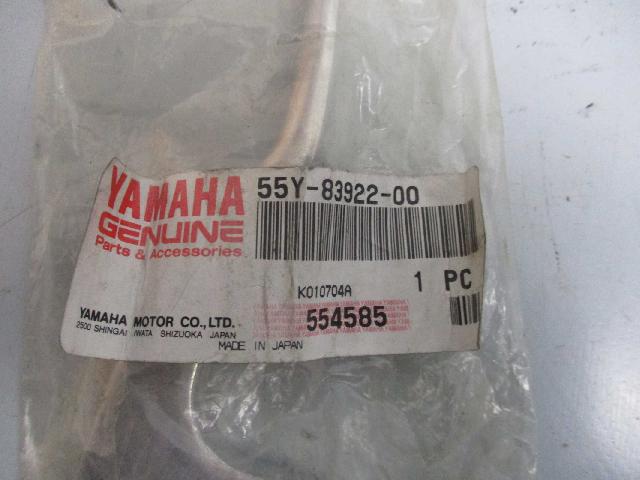 YAMAHA
GENUINE
Parts & Accessories
55Y-83922-00
1 PC
K010704A
YAMAHA MOTOR CO., LTD.
2500 SHINGAI IWATA SHIZUOKA JAPAN
554585
MADE IN JAPAN